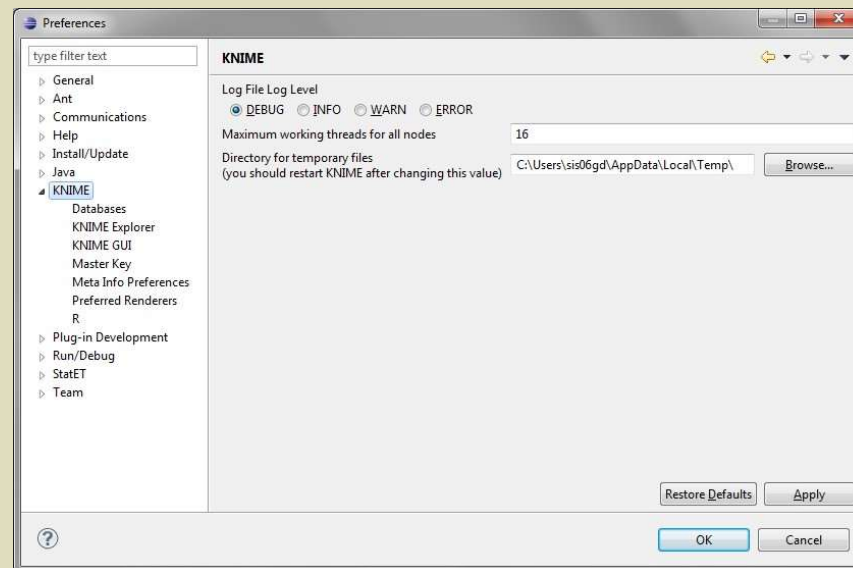 Preferences
type filter text
General
Ant
Communications
Help
Install/Update
Java
KNIME
Databases
KNIME Explorer
KNIME GUI
Master Key
Meta Info Preferences
Preferred Renderers
R
Plug-in Development
Run/Debug
StatET
Team
KNIME
Log File Log Level
DEBUG INFO WARN ERROR
Maximum working threads for all nodes 16
Directory for temporary files
(you should restart KNIME after changing this value) C:\Users\sis06gd\AppData\Local\Temp\ Browse...
Restore Defaults Apply
? OK Cancel